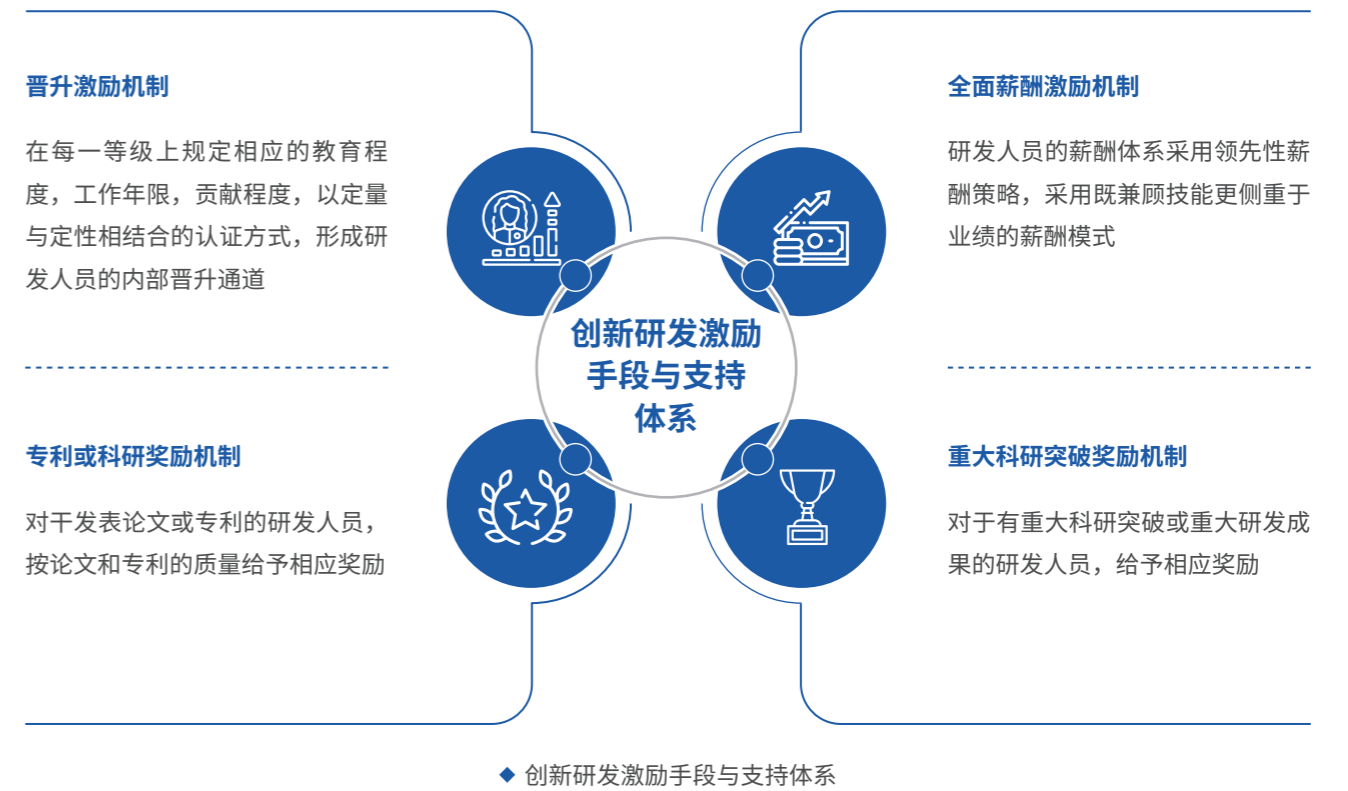 晋升激励机制
在每一等级上规定相应的教育程
度，工作年限，贡献程度，以定量
与定性相结合的认证方式，形成研
发人员的内部晋升通道
全面薪酬激励机制
研发人员的薪酬体系采用领先性薪
酬策略，采用既兼顾技能更侧重于
业绩的薪酬模式
创新研发激励
手段与支持
体系
专利或科研奖励机制
对干发表论文或专利的研发人员，
按论文和专利的质量给予相应奖励
重大科研突破奖励机制
对于有重大科研突破或重大研发成
果的研发人员，给予相应奖励
创新研发激励手段与支持体系